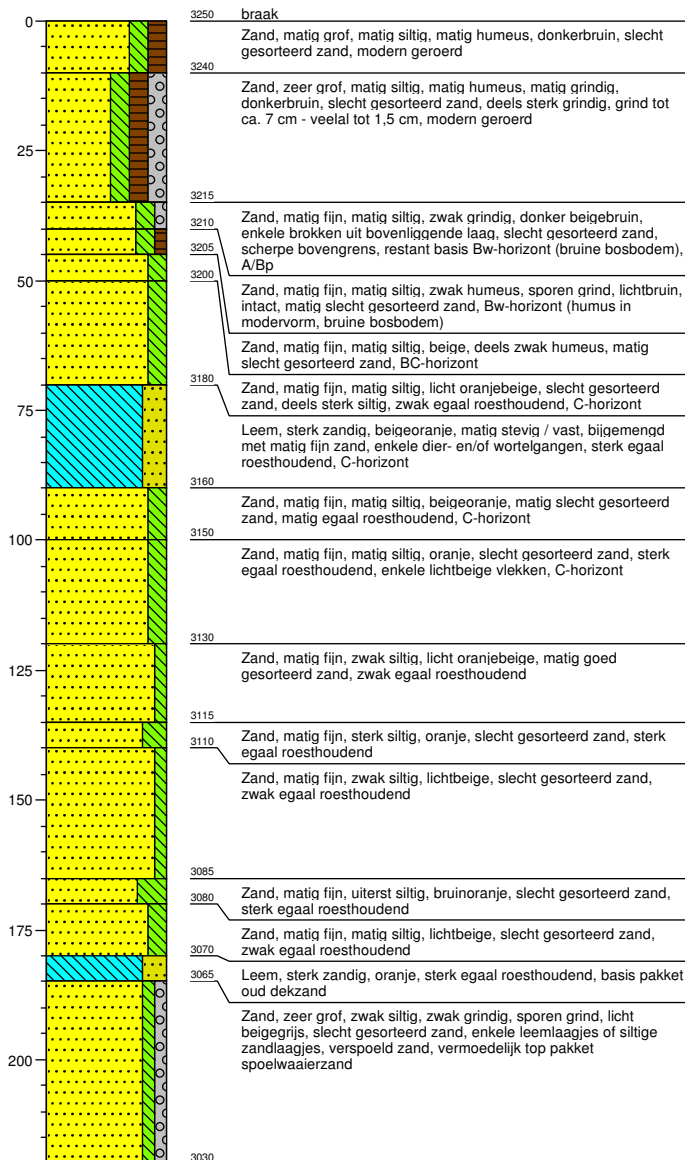 0
3250 braak
Zand, matig grof, matig siltig, matig humeus, donkerbruin, slecht
gesorteerd zand, modern geroerd
3240
Zand, zeer grof, matig siltig, matig humeus, matig grindig,
donkerbruin, slecht gesorteerd zand, deels sterk grindig, grind tot
ca. 7 cm - veelal tot 1,5 cm, modern geroerd
25
3215
Zand, matig fijn, matig siltig, zwak grindig, donker beigebruin,
3210
enkele brokken uit bovenliggende laag, slecht gesorteerd zand,
scherpe bovengrens, restant basis Bw-horizont (bruine bosbodem),
3205
A/Bp
3200
50
Zand, matig fijn, matig siltig, zwak humeus, sporen grind, lichtbruin,
intact, matig slecht gesorteerd zand, Bw-horizont (humus in
modervorm, bruine bosbodem)
Zand, matig fijn, matig siltig, beige, deels zwak humeus, matig
slecht gesorteerd zand, BC-horizont
3180
Zand, matig fijn, matig siltig, licht oranjebeige, slecht gesorteerd
zand, deels sterk siltig, zwak egaal roesthoudend, C-horizont
75
Leem, sterk zandig, beigeoranje, matig stevig / vast, bijgemengd
met matig fijn zand, enkele dier- en/of wortelgangen, sterk egaal
roesthoudend, C-horizont
3160
Zand, matig fijn, matig siltig, beigeoranje, matig slecht gesorteerd
zand, matig egaal roesthoudend, C-horizont
100
3150
Zand, matig fijn, matig siltig, oranje, slecht gesorteerd zand, sterk
egaal roesthoudend, enkele lichtbeige vlekken, C-horizont
3130
125
Zand, matig fijn, zwak siltig, licht oranjebeige, matig goed
gesorteerd zand, zwak egaal roesthoudend
3115
Zand, matig fijn, sterk siltig, oranje, slecht gesorteerd zand, sterk
3110
egaal roesthoudend
Zand, matig fijn, zwak siltig, lichtbeige, slecht gesorteerd zand,
zwak egaal roesthoudend
150
3085
Zand, matig fijn, uiterst siltig, bruinoranje, slecht gesorteerd zand,
3080
sterk egaal roesthoudend
175
Zand, matig fijn, matig siltig, lichtbeige, slecht gesorteerd zand,
zwak egaal roesthoudend
3070
Leem, sterk zandig, oranje, sterk egaal roesthoudend, basis pakket
3065
oud dekzand
Zand, zeer grof, zwak siltig, zwak grindig, sporen grind, licht
beigegrijs, slecht gesorteerd zand, enkele leemlaagjes of siltige
zandlaagjes, verspoeld zand, vermoedelijk top pakket
spoelwaaierzand
200
3030